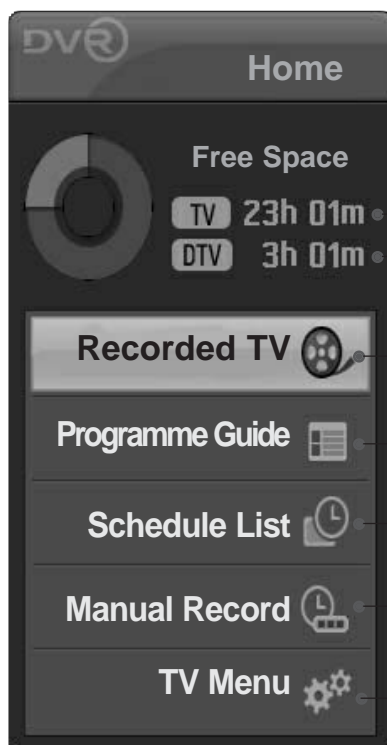 DVR
Home
Free Space
TV 23h 01m
DTV 3h 01m
Recorded TV
Programme Guide
Schedule List
Manual Record
TV Menu